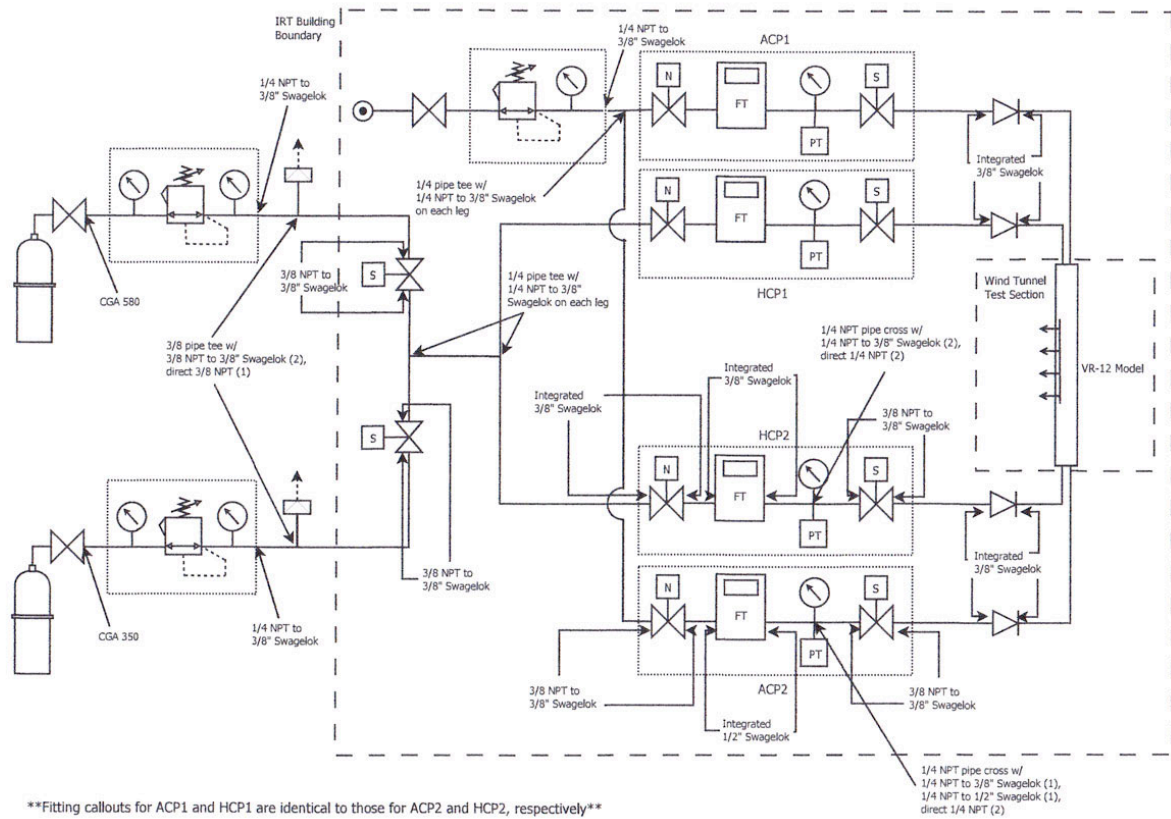 IRT Building
Boundary
1/4 NPT to
3/8" Swagelok
ACP1
1/4 NPT to
3/8" Swagelok
N
FT
PT
S
Integrated
3/8" Swagelok
1/4 pipe tee w/
1/4 NPT to 3/8" Swagelok
on each leg
N
FT
PT
S
HCP1
CGA 580
3/8 NPT to
3/8" Swagelok
S
1/4 pipe tee w/
1/4 NPT to 3/8"
Swagelok on each leg
Wind Tunnel
Test Section
VR-12 Model
3/8 pipe tee w/
3/8 NPT to 3/8" Swagelok (2),
direct 3/8 NPT (1)
1/4 NPT pipe cross w/
1/4 NPT to 3/8" Swagelok (2),
direct 1/4 NPT (2)
Integrated
3/8" Swagelok
Integrated
3/8" Swagelok
3/8 NPT to
3/8" Swagelok
HCP2
S
N
FT
PT
S
Integrated
3/8" Swagelok
3/8 NPT to
3/8" Swagelok
CGA 350
1/4 NPT to
3/8" Swagelok
N
FT
PT
S
ACP2
3/8 NPT to
3/8" Swagelok
Integrated
1/2" Swagelok
3/8 NPT to
3/8" Swagelok
1/4 NPT pipe cross w/
1/4 NPT to 3/8" Swagelok (1),
1/4 NPT to 1/2" Swagelok (1),
direct 1/4 NPT (2)
**Fitting callouts for ACP1 and HCP1 are identical to those for ACP2 and HCP2, respectively**